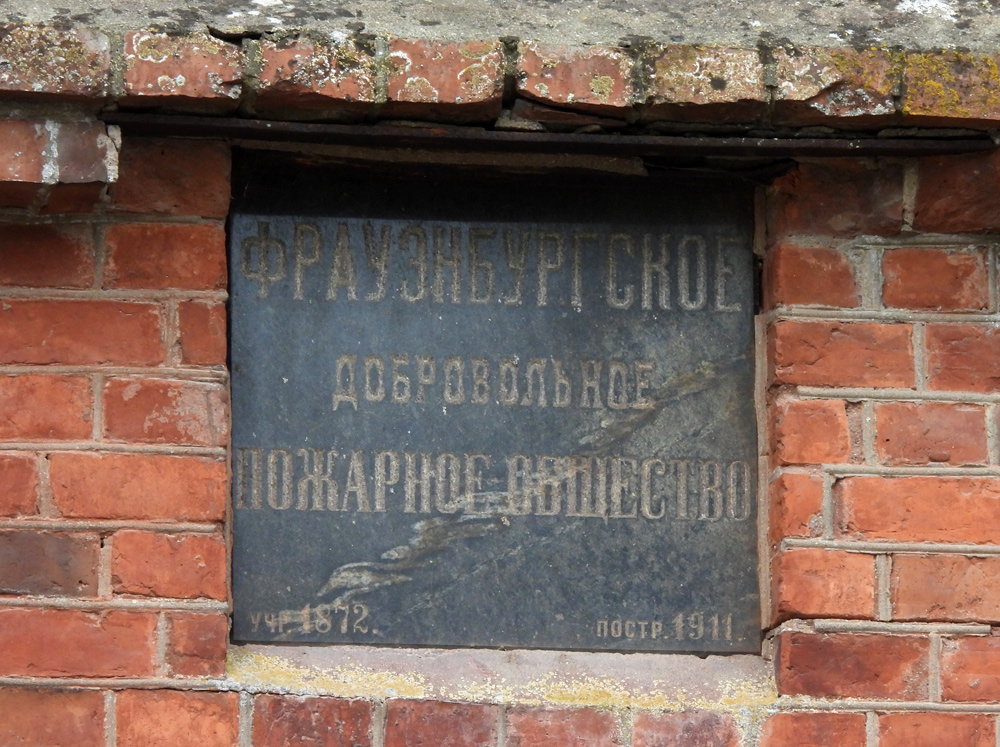 ФРАУЭНБУРГСКОЕ
ДОБРОВОЛЬНОЕ
ПОЖАРНОЕ ОБЩЕСТВО
УЧР. 1872. ПОСТР. 1911.